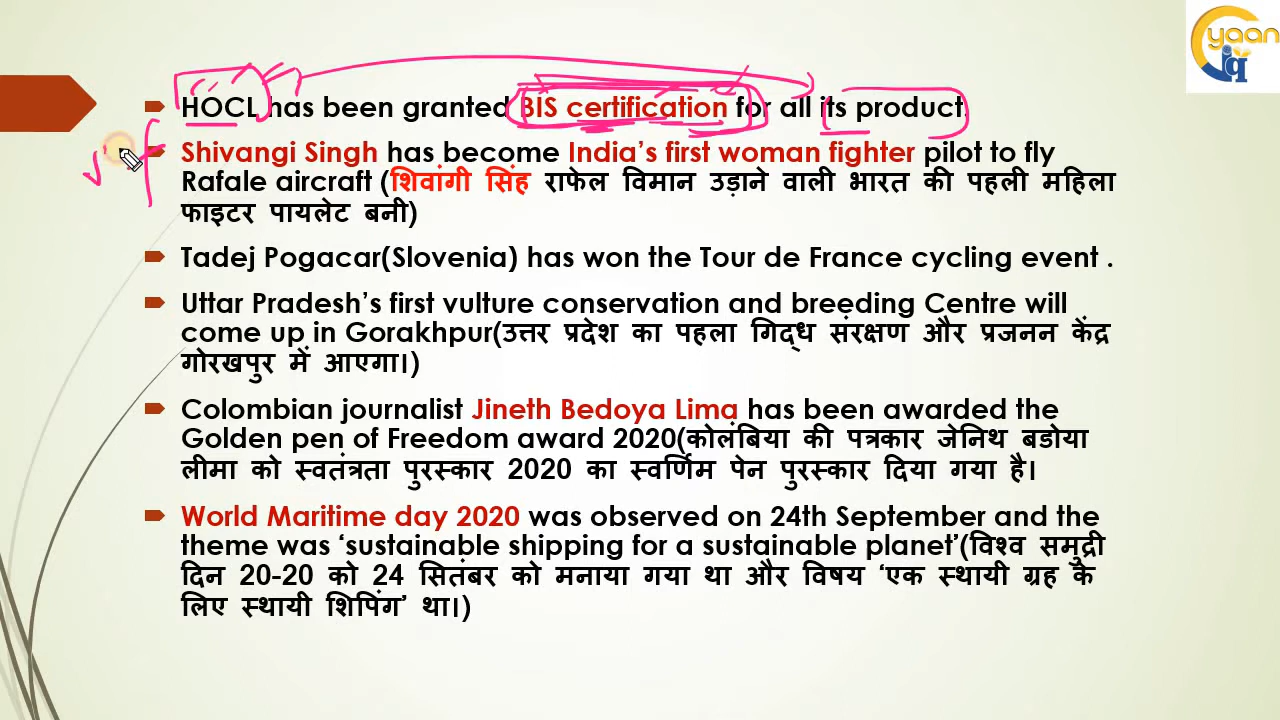 yaan
iq
HOCL has been granted BIS certification for all its product.
Shivangi Singh has become India's first woman fighter pilot to fly
Rafale aircraft (शिवांगी सिंह राफेल विमान उड़ाने वाली भारत की पहली महिला
फाइटर पायलेट बनी)
Tadej Pogacar(Slovenia) has won the Tour de France cycling event .
Uttar Pradesh's first vulture conservation and breeding Centre will
come up in Gorakhpur(उत्तर प्रदेश का पहला गिद्ध संरक्षण और प्रजनन केंद्र
गोरखपुर में आएगा।)
Colombian journalist Jineth Bedoya Lima has been awarded the
Golden pen of Freedom award 2020(कोलंबिया की पत्रकार जेनिथ बडोया
लीमा को स्वतंत्रता पुरस्कार 2020 का स्वर्णिम पेन पुरस्कार दिया गया है।
World Maritime day 2020 was observed on 24th September and the
theme was ‘sustainable shipping for a sustainable planet’(विश्व समुद्री
दिन 20-20 को 24 सितंबर को मनाया गया था और विषय ‘एक स्थायी ग्रह के
लिए स्थायी शिपिंग’ था।)